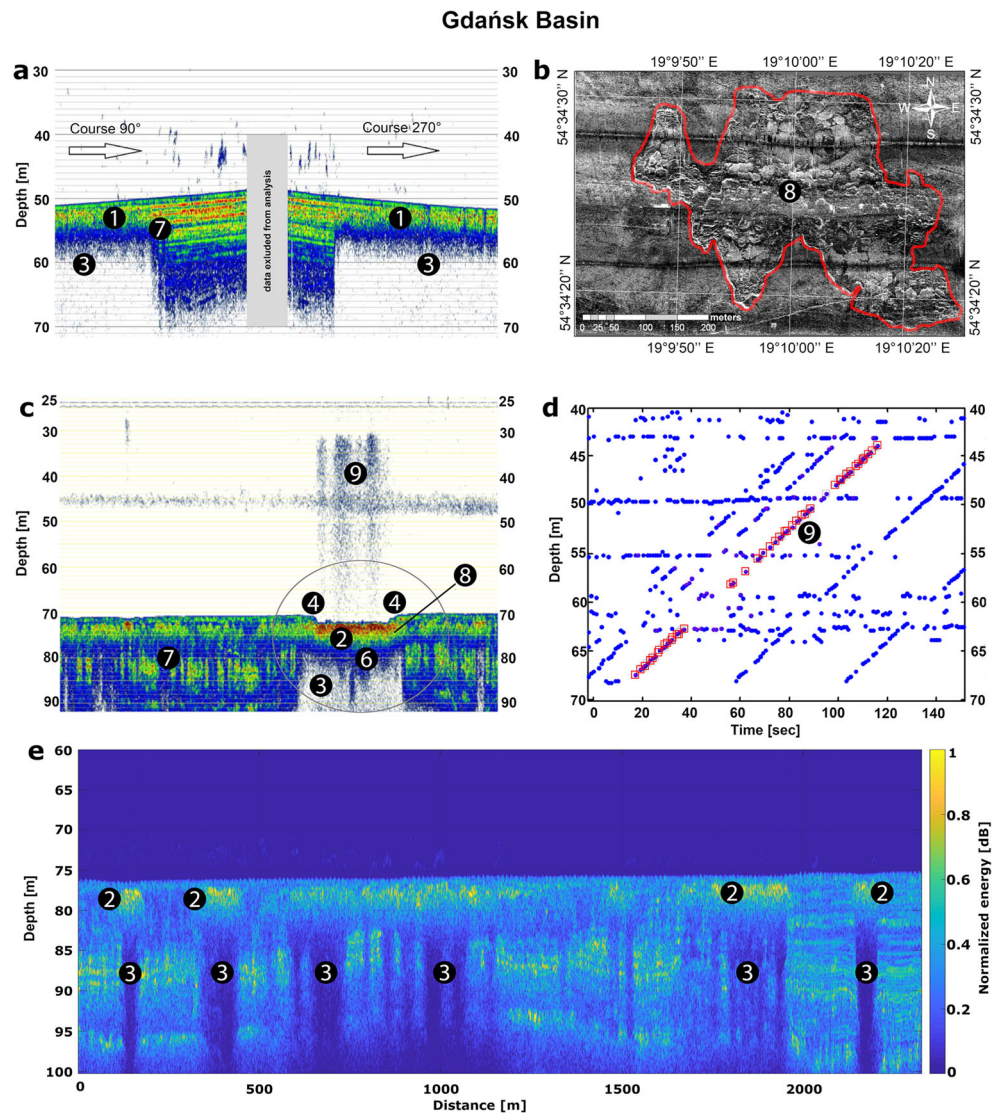 Gdańsk Basin
a
30
30
Course 90°
Course 270°
40
40
50
50
60
60
70
70
Depth [m]
data exluded from analysis
1
7
1
3
3
b
19°9'50'' E
19°10'00'' E
19°10'20'' E
54°34'30'' N
54°34'30'' N
N
W
E
S
8
54°34'20'' N
54°34'20'' N
0 25 50 100 150 200
meters
19°9'50'' E
19°10'00'' E
19°10'20'' E
c
25
25
30
30
40
40
50
50
60
60
70
70
80
80
90
90
Depth [m]
9
8
4
4
2
7
6
3
d
40
40
45
45
50
50
55
55
60
60
65
65
70
70
Depth [m]
9
0 20 40 60 80 100 120 140
Time [sec]
e
60
65
70
75
80
85
90
95
100
Depth [m]
2
2
2
2
3
3
3
3
3
3
0 500 1000 1500 2000
Distance [m]
1
0.8
0.6
0.4
0.2
0
Normalized energy [dB]